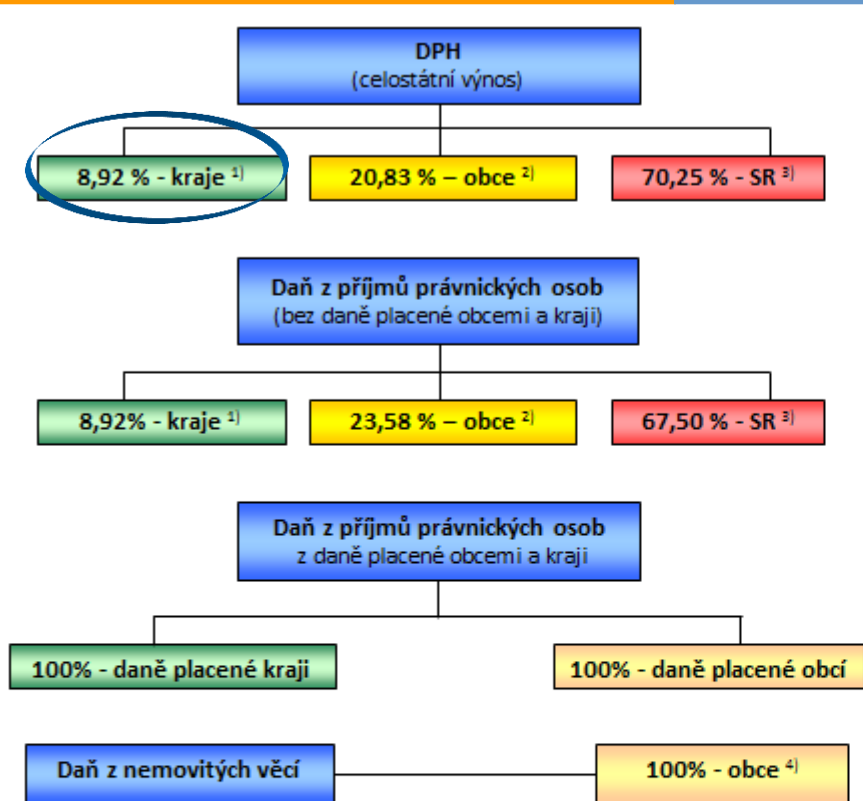 DPH
(celostátní výnos)
8,92 % - kraje ¹⁾
20,83 % – obce ²⁾
70,25 % - SR ³⁾
Daň z příjmů právnických osob
(bez daně placené obcemi a kraji)
8,92% - kraje ¹⁾
23,58 % – obce ²⁾
67,50 % - SR ³⁾
Daň z příjmů právnických osob
z daně placené obcemi a kraji
100% - daně placené kraji
100% - daně placené obcí
Daň z nemovitých věcí
100% - obce ⁴⁾